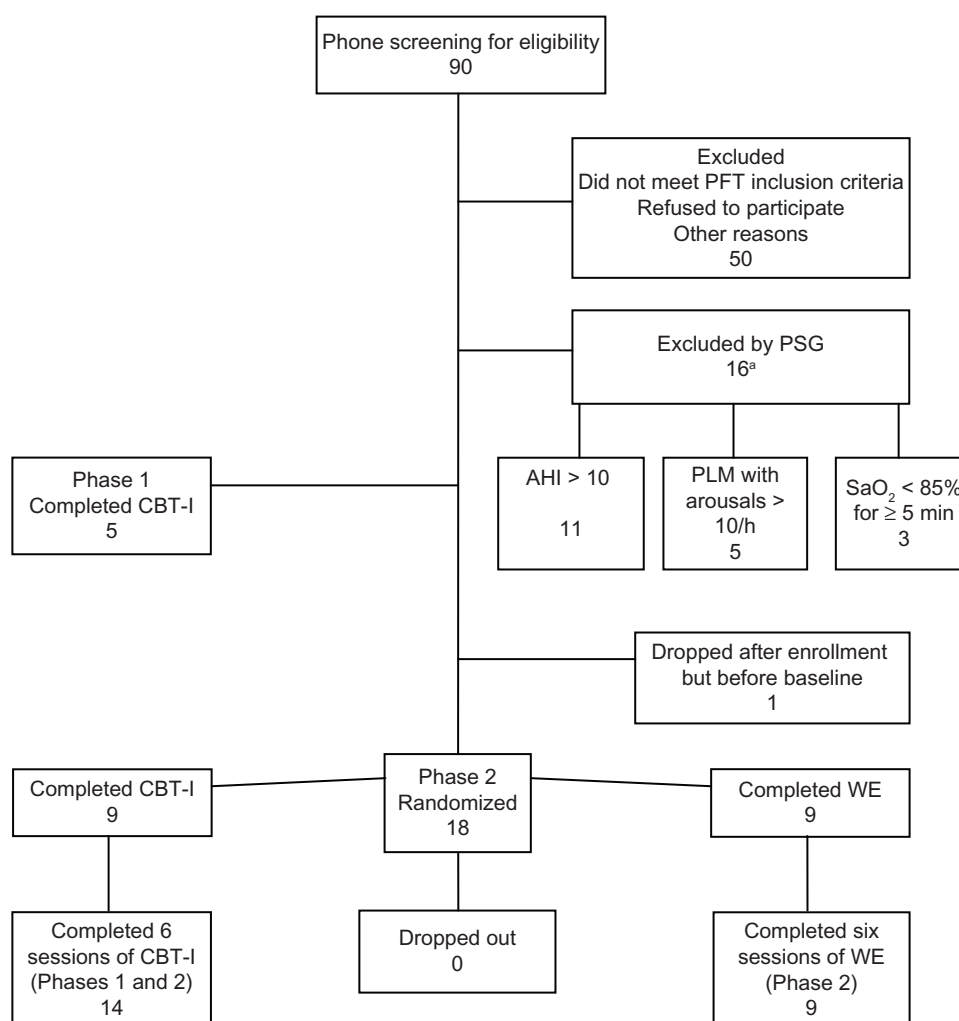 Phone screening for eligibility
90
Excluded
Did not meet PFT inclusion criteria
Refused to participate
Other reasons
50
Excluded by PSG
16ᵃ
Phase 1
Completed CBT-I
5
AHI > 10
11
PLM with
arousals >
10/h
5
SaO₂ < 85%
for ≥ 5 min
3
Dropped after enrollment
but before baseline
1
Completed CBT-I
9
Phase 2
Randomized
18
Completed WE
9
Completed 6
sessions of CBT-I
(Phases 1 and 2)
14
Dropped out
0
Completed six
sessions of WE
(Phase 2)
9